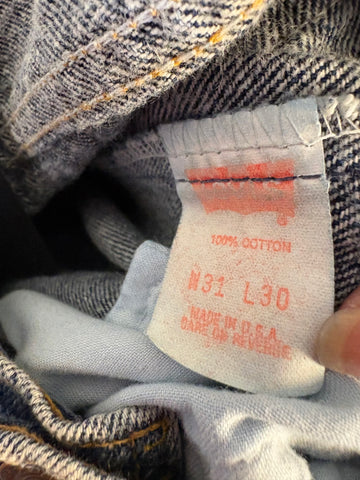 100% COTTON
W31 L30
MADE IN U.S.A.
CARE ON REVERSE